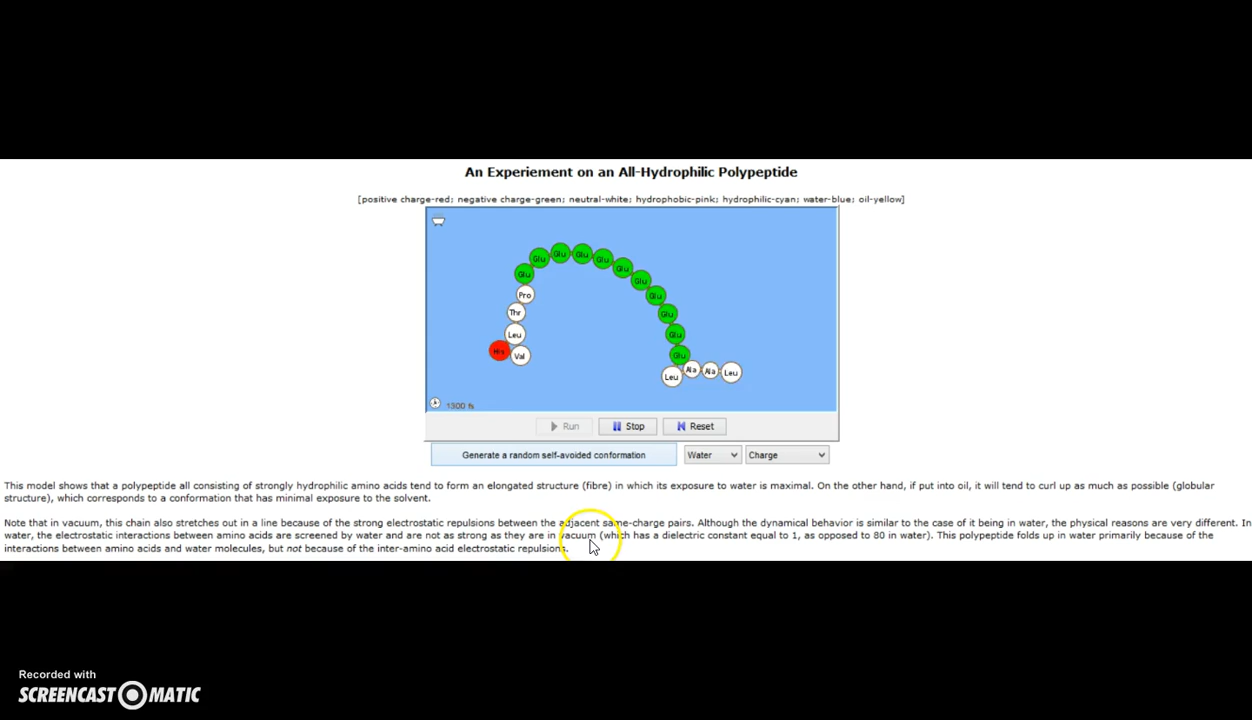 An Experiement on an All-Hydrophilic Polypeptide
[positive charge-red; negative charge-green; neutral-white; hydrophobic-pink; hydrophilic-cyan; water-blue; oil-yellow]
Glu Glu Glu Glu Glu Glu Glu Glu Glu Glu Glu
Pro
Thr
Leu
His Val
Leu Ala Ala Leu
1300 fs
Run Stop Reset
Generate a random self-avoided conformation Water Charge
This model shows that a polypeptide all consisting of strongly hydrophilic amino acids tend to form an elongated structure (fibre) in which its exposure to water is maximal. On the other hand, if put into oil, it will tend to curl up as much as possible (globular
structure), which corresponds to a conformation that has minimal exposure to the solvent.
Note that in vacuum, this chain also stretches out in a line because of the strong electrostatic repulsions between the adjacent same-charge pairs. Although the dynamical behavior is similar to the case of it being in water, the physical reasons are very different. In
water, the electrostatic interactions between amino acids are screened by water and are not as strong as they are in vacuum (which has a dielectric constant equal to 1, as opposed to 80 in water). This polypeptide folds up in water primarily because of the
interactions between amino acids and water molecules, but not because of the inter-amino acid electrostatic repulsions.
Recorded with
SCREENCAST-O-MATIC